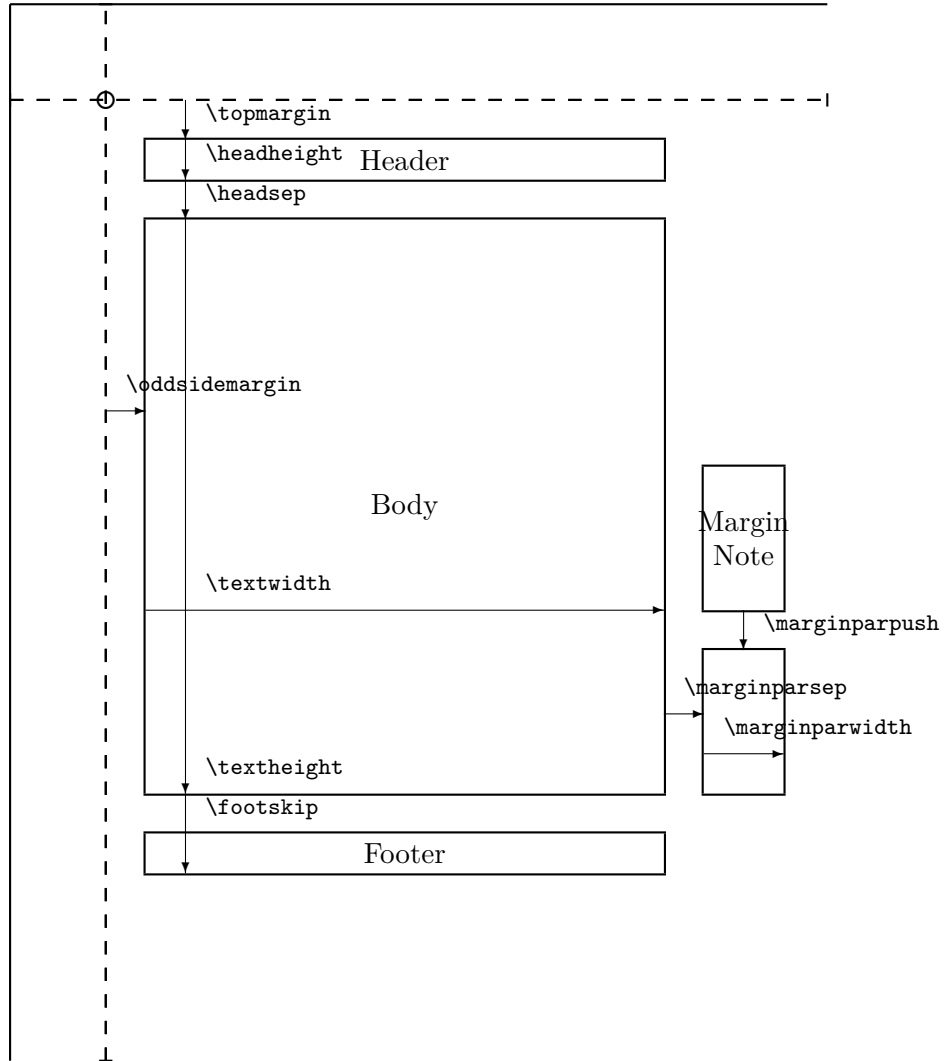 \topmargin
\headheight
Header
\headsep
\oddsidemargin
Body
Margin
Note
\textwidth
\marginparpush
\marginparsep
\marginparwidth
\textheight
\footskip
Footer